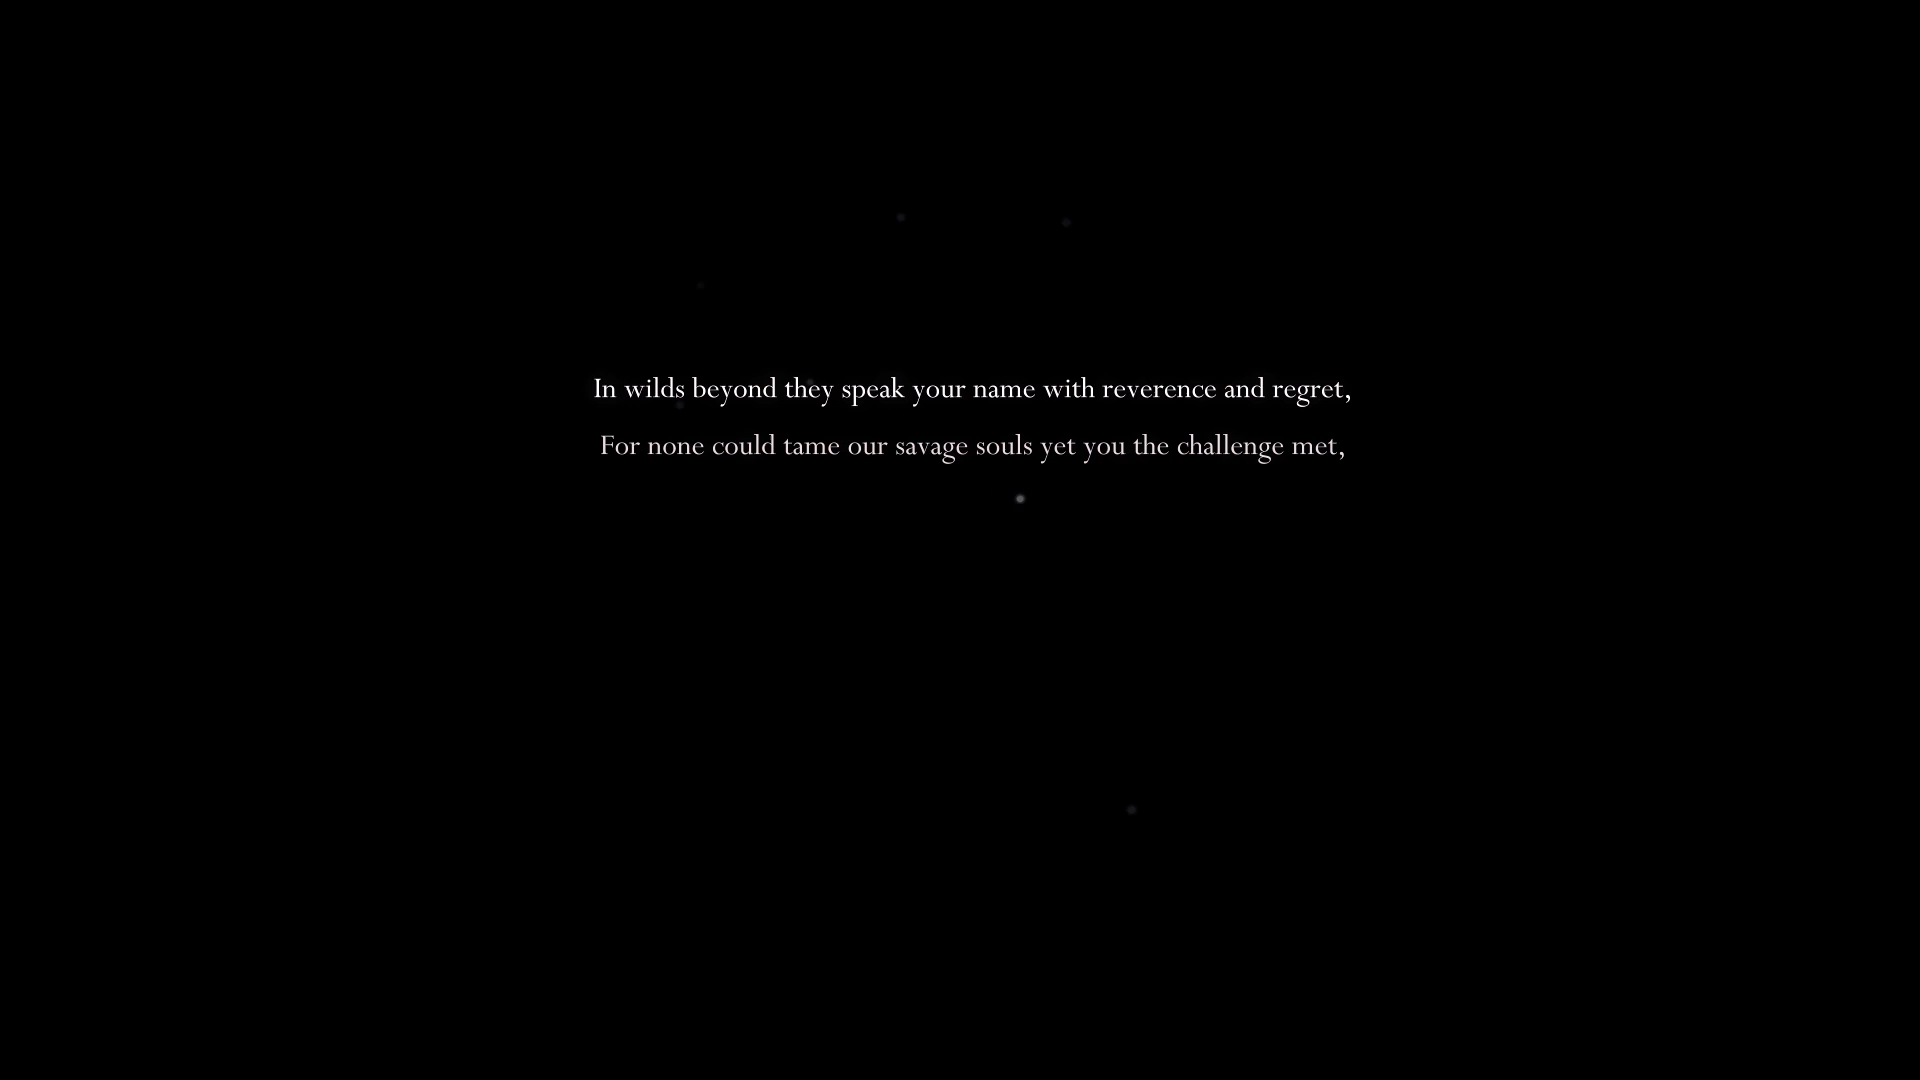 In wilds beyond they speak your name with reverence and regret,
For none could tame our savage souls yet you the challenge met,